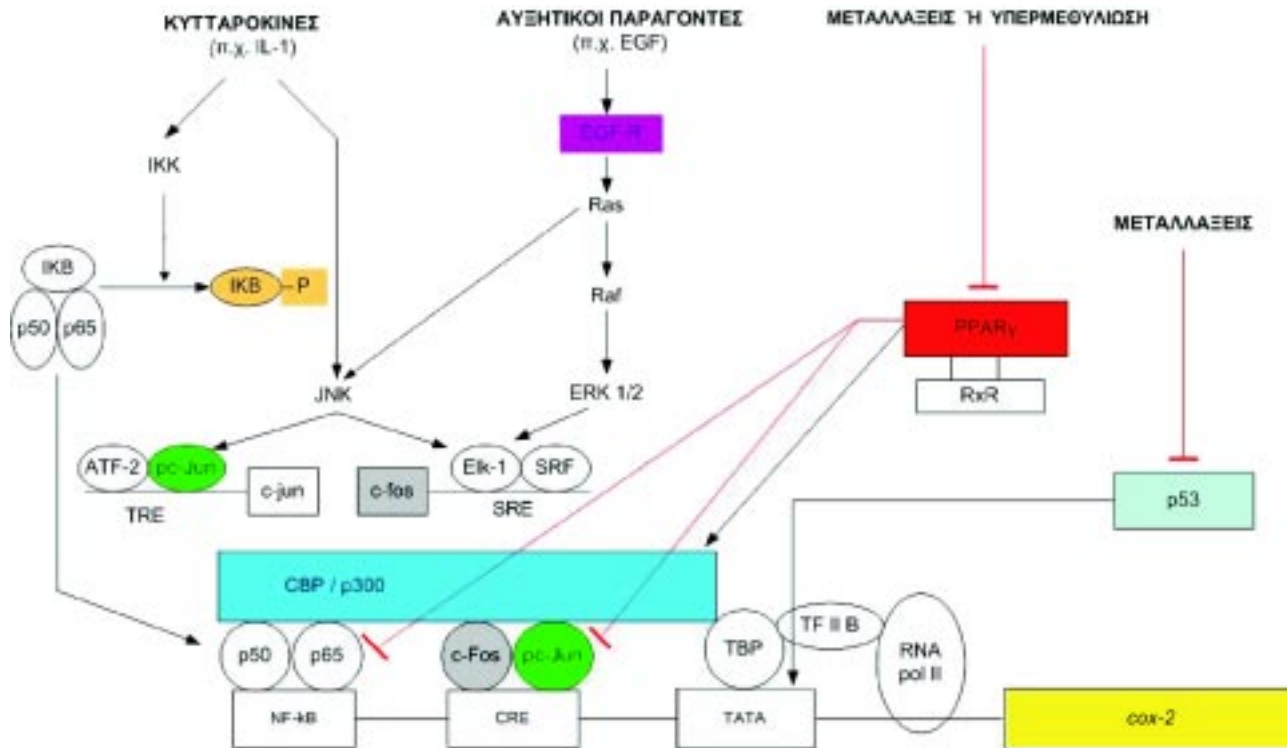 ΚΥΤΤΑΡΟΚΙΝΕΣ
(π.χ. IL-1)
ΑΥΞΗΤΙΚΟΙ ΠΑΡΑΓΟΝΤΕΣ
(π.χ. EGF)
ΜΕΤΑΛΛΑΞΕΙΣ Ή ΥΠΕΡΜΕΘΥΛΙΩΣΗ
EGF-R
IKK
Ras
ΜΕΤΑΛΛΑΞΕΙΣ
IKB
IKB
P
p50
p65
Raf
PPARγ
RxR
JNK
ERK 1/2
ATF-2
pc-Jun
c-jun
c-fos
Elk-1
SRF
TRE
SRE
p53
CBP / p300
p50
p65
c-Fos
pc-Jun
TBP
TF II B
RNA
pol II
NF-kB
CRE
TATA
cox-2